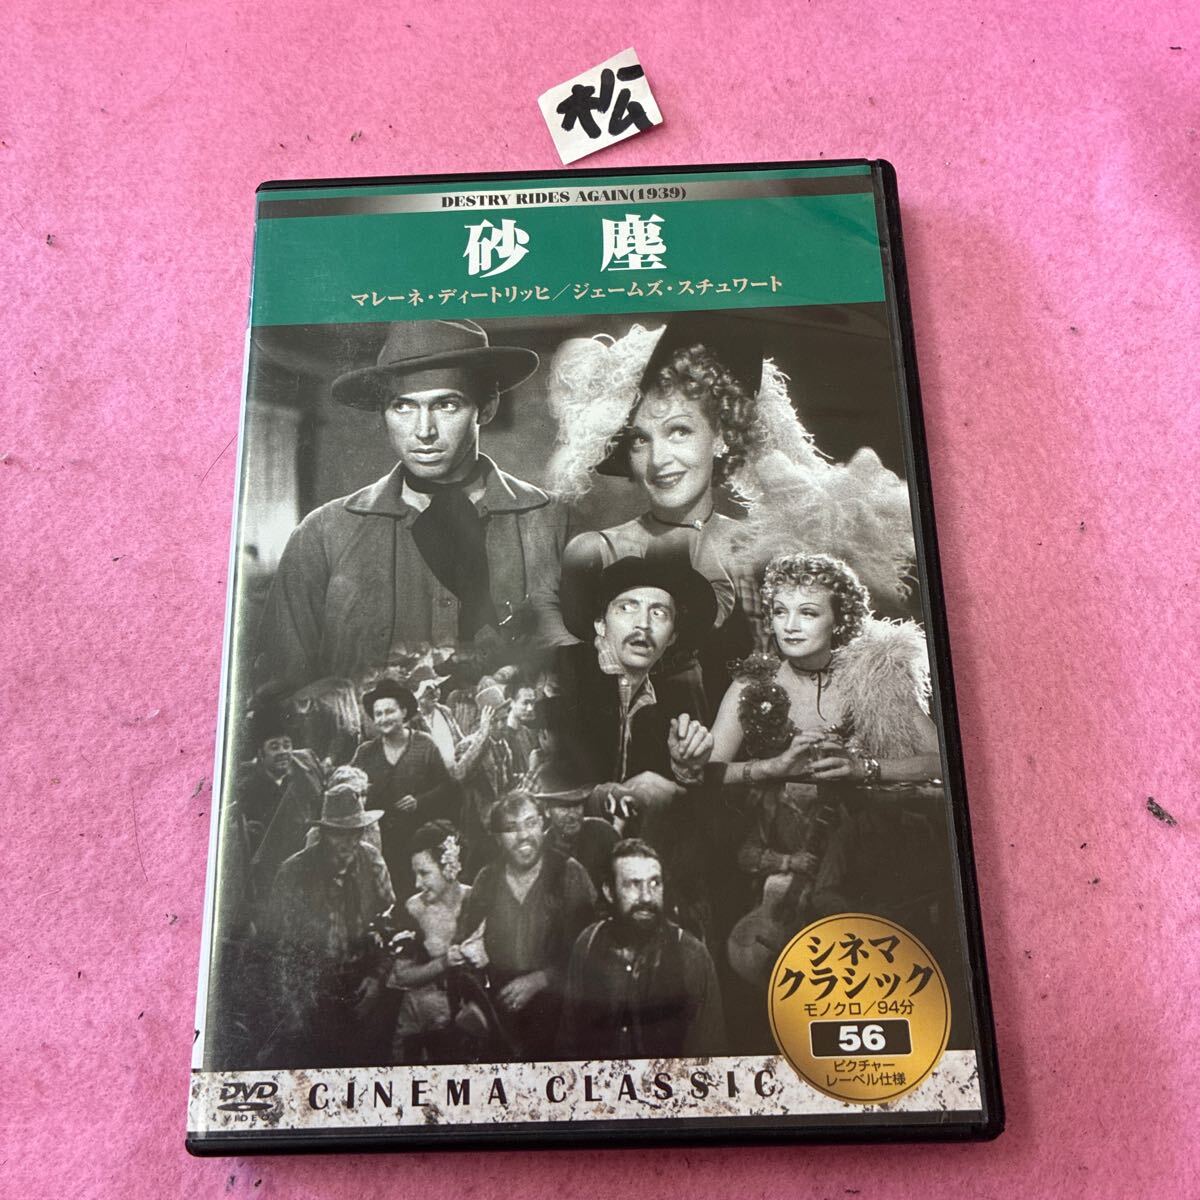 松
DESTRY RIDES AGAIN(1939)
砂塵
マレーネ・ディートリッヒ／ジェームズ・スチュワート
シネマ
クラシック
モノクロ／94分
56
ピクチャー
レーベル仕様
DVD
VIDEO
CINEMA CLASSIC